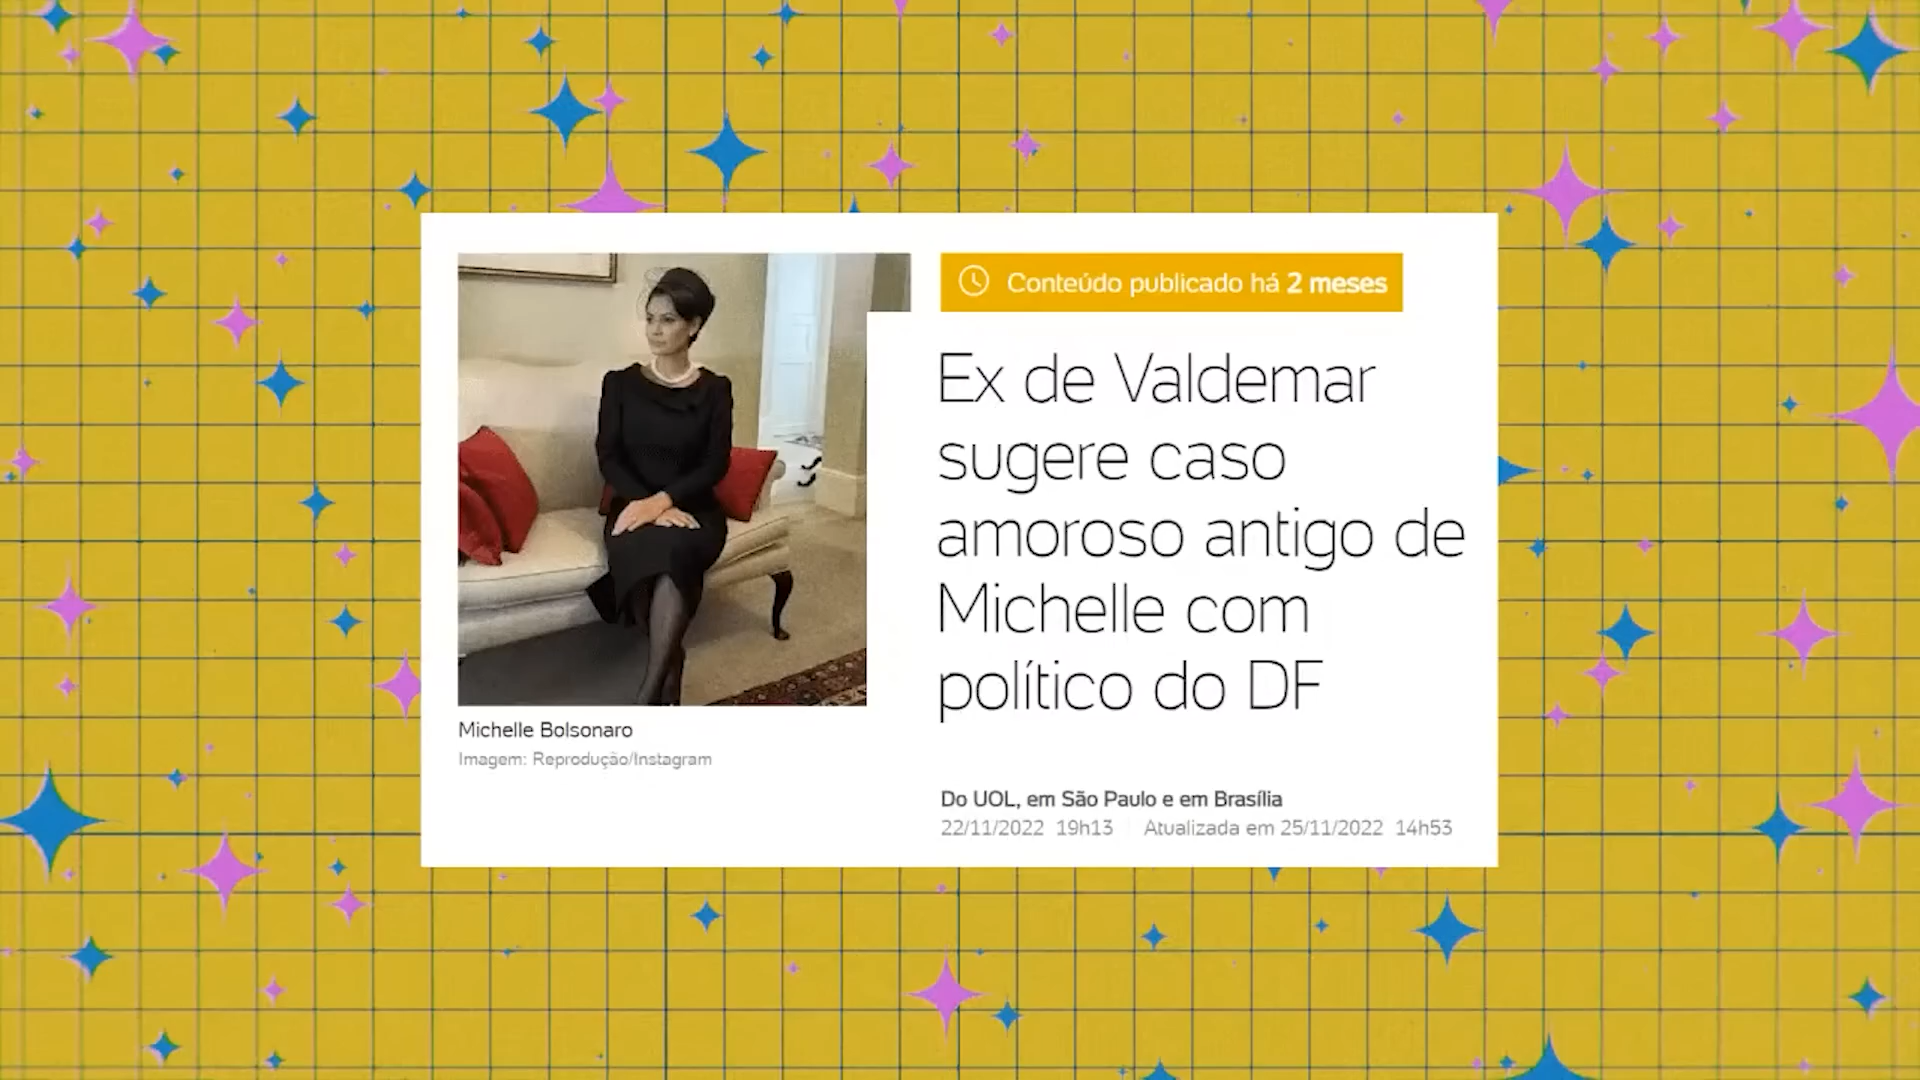 Conteúdo publicado há 2 meses
Ex de Valdemar
sugere caso
amoroso antigo de
Michelle com
político do DF
Michelle Bolsonaro
Imagem: Reprodução/Instagram
Do UOL, em São Paulo e em Brasília
22/11/2022 19h13 Atualizada em 25/11/2022 14h53